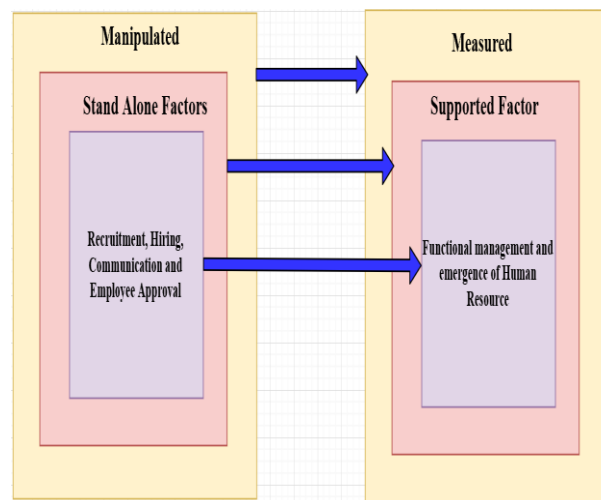 Manipulated
Stand Alone Factors
Recruitment, Hiring,
Communication and
Employee Approval
Measured
Supported Factor
Functional management and
emergence of Human
Resource